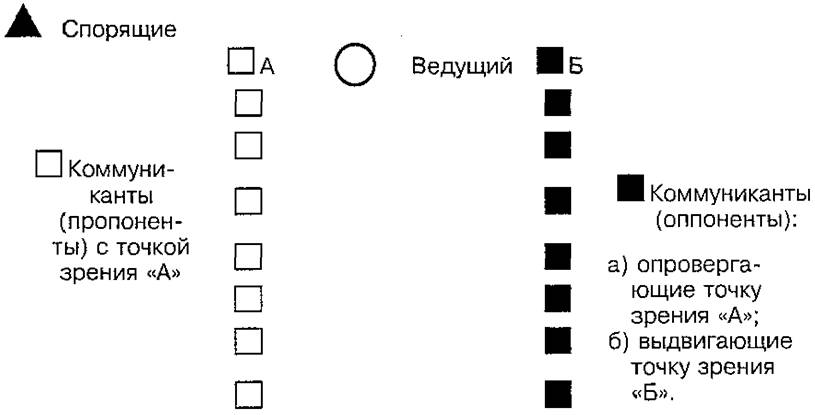 Спорящие
А
Ведущий
Б
Коммуни-
канты
(пропонен-
ты) с точкой
зрения «А»
Коммуниканты
(оппоненты):
а) опроверга-
ющие точку
зрения «А»;
б) выдвигающие
точку зрения
«Б».